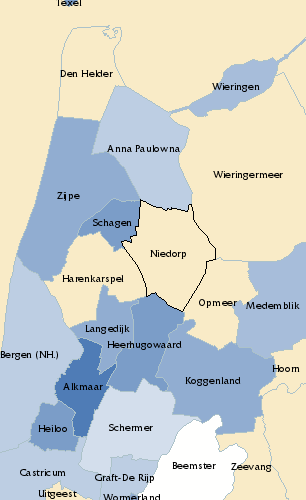 Texel
Den Helder
Wieringen
Anna Paulowna
Wieringermeer
Zijpe
Schagen
Niedorp
Harenkarspel
Opmeer
Medemblik
Langedijk
Heerhugowaard
Bergen (NH.)
Hoorn
Koggenland
Alkmaar
Schermer
Heiloo
Beemster
Zeevang
Castricum
Graft-De Rijp
Uitgeest
Wormerland